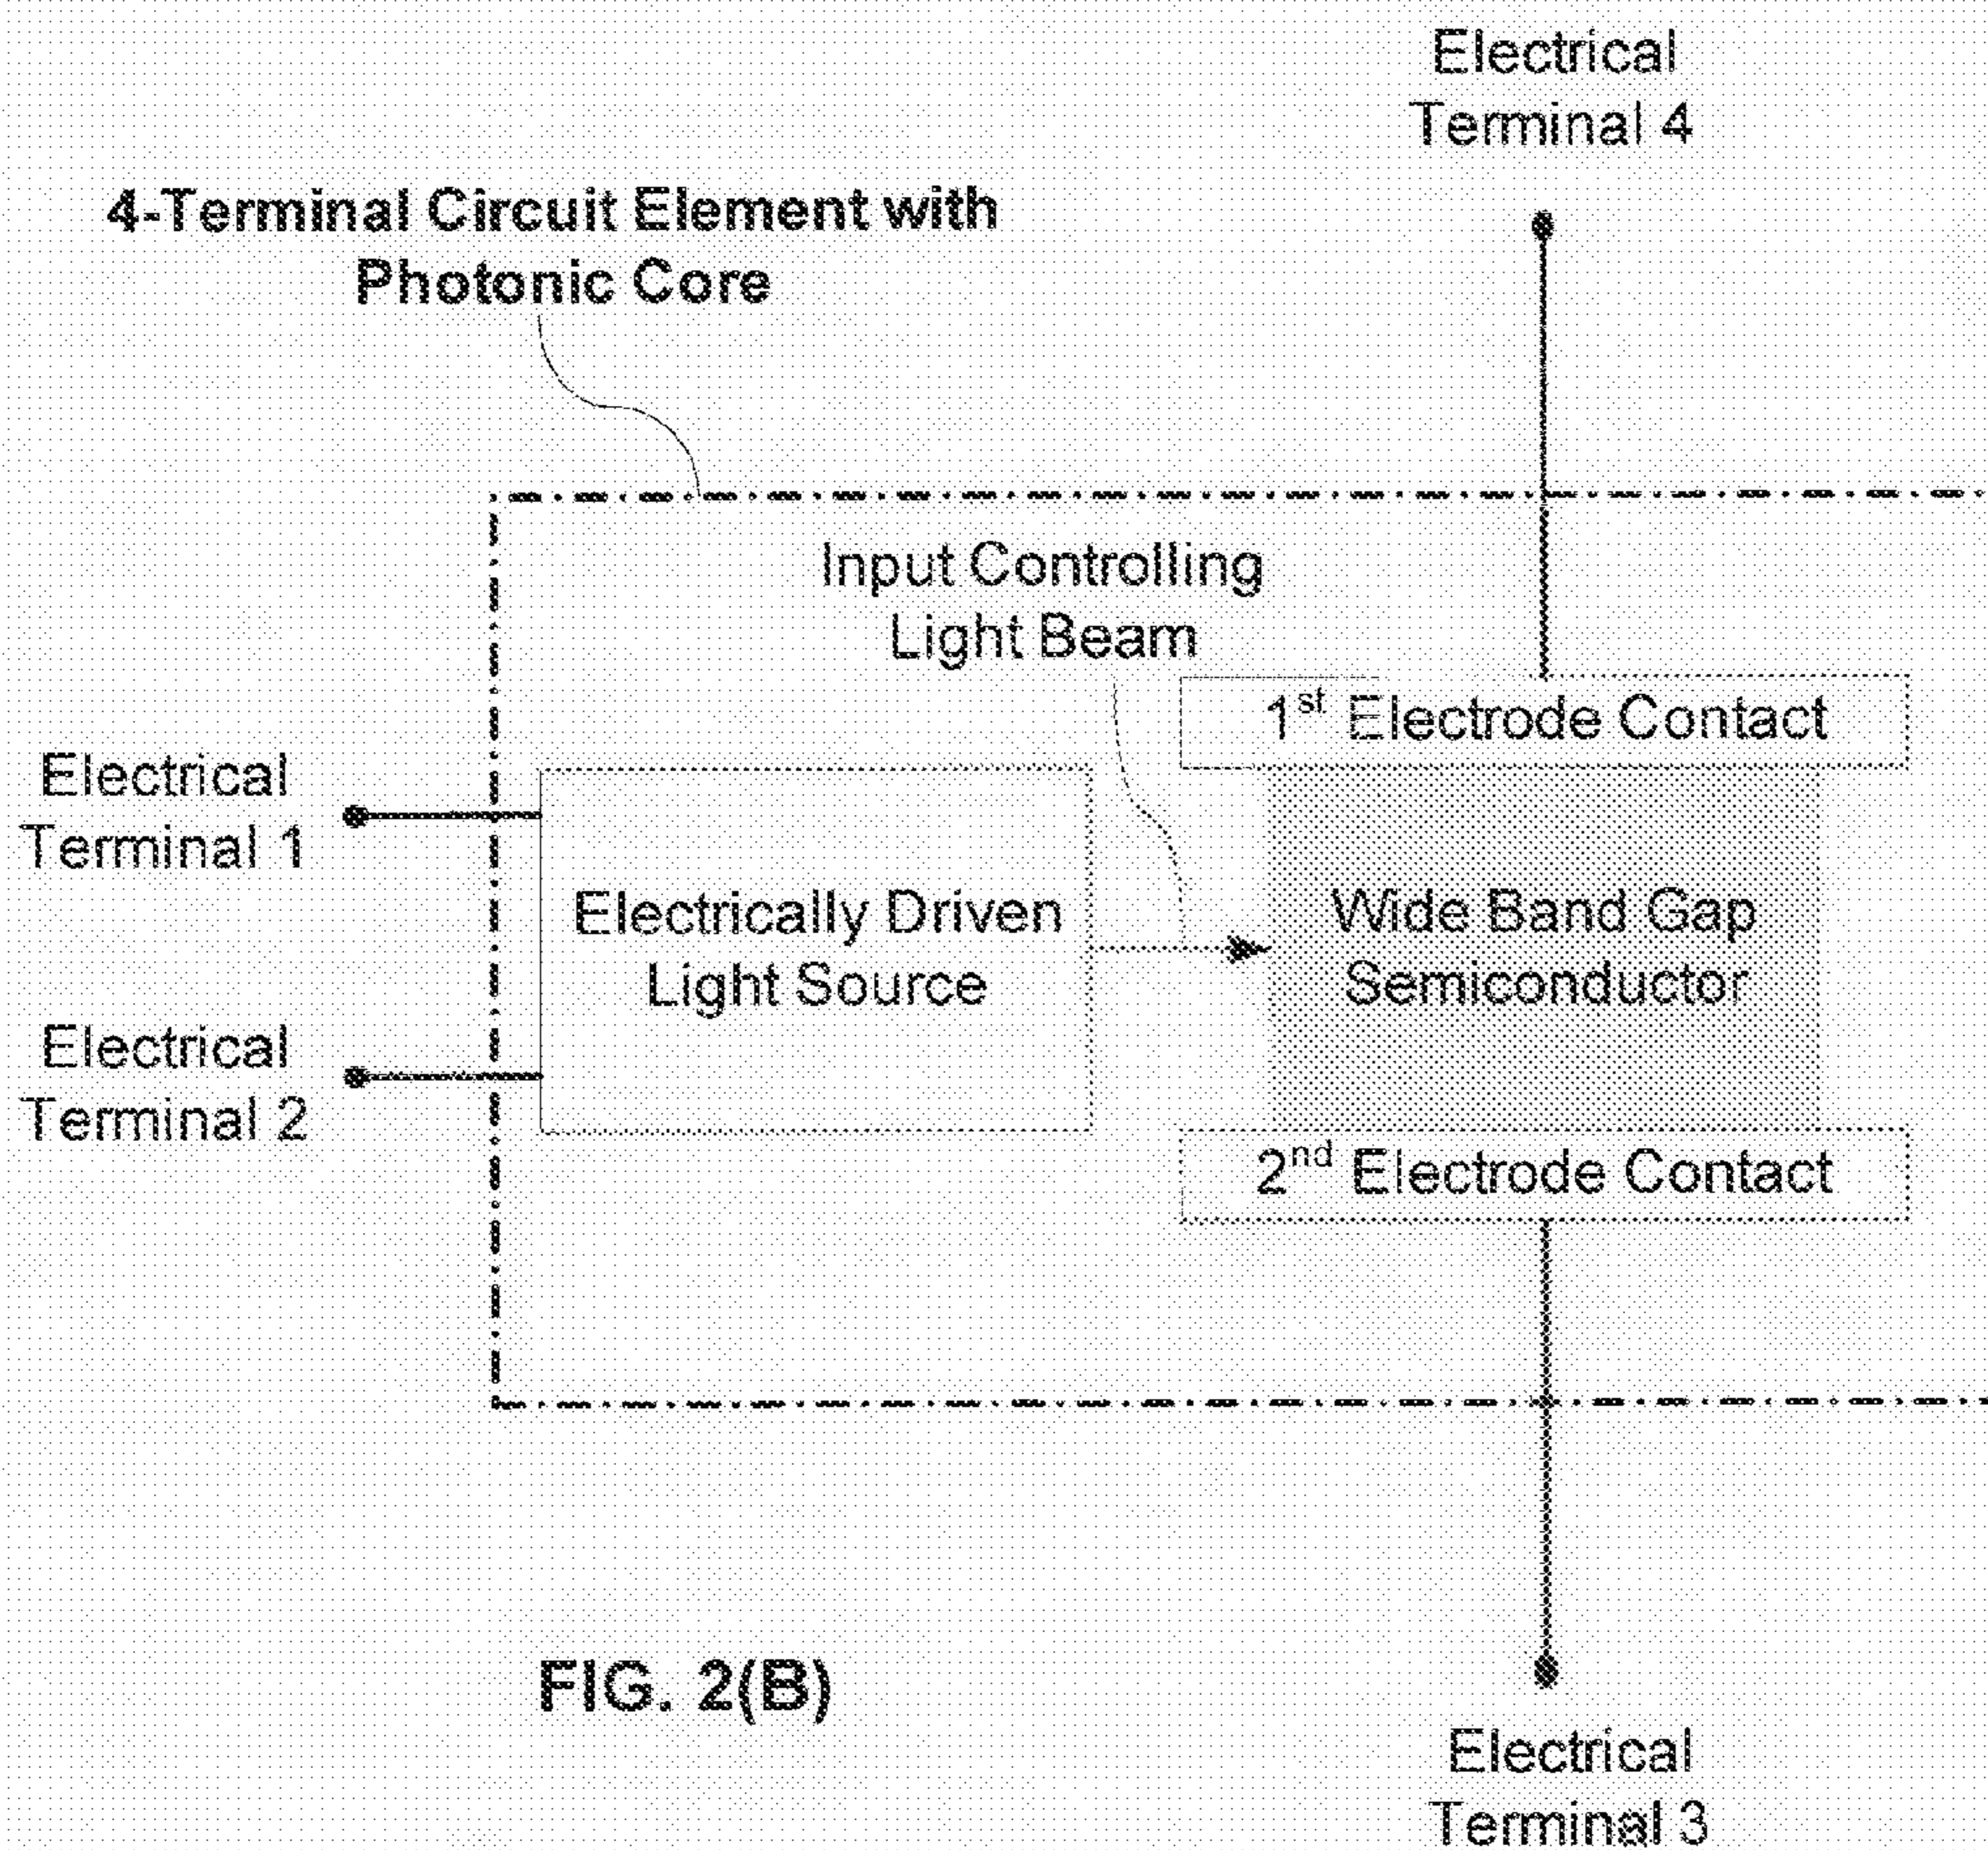 Electrical
Terminal 4
4-Terminal Circuit Element with
Photonic Core
Input Controlling
Light Beam
1st Electrode Contact
Electrical
Terminal 1
Electrically Driven
Light Source
Wide Band Gap
Semiconductor
Electrical
Terminal 2
2nd Electrode Contact
FIG. 2(B)
Electrical
Terminal 3